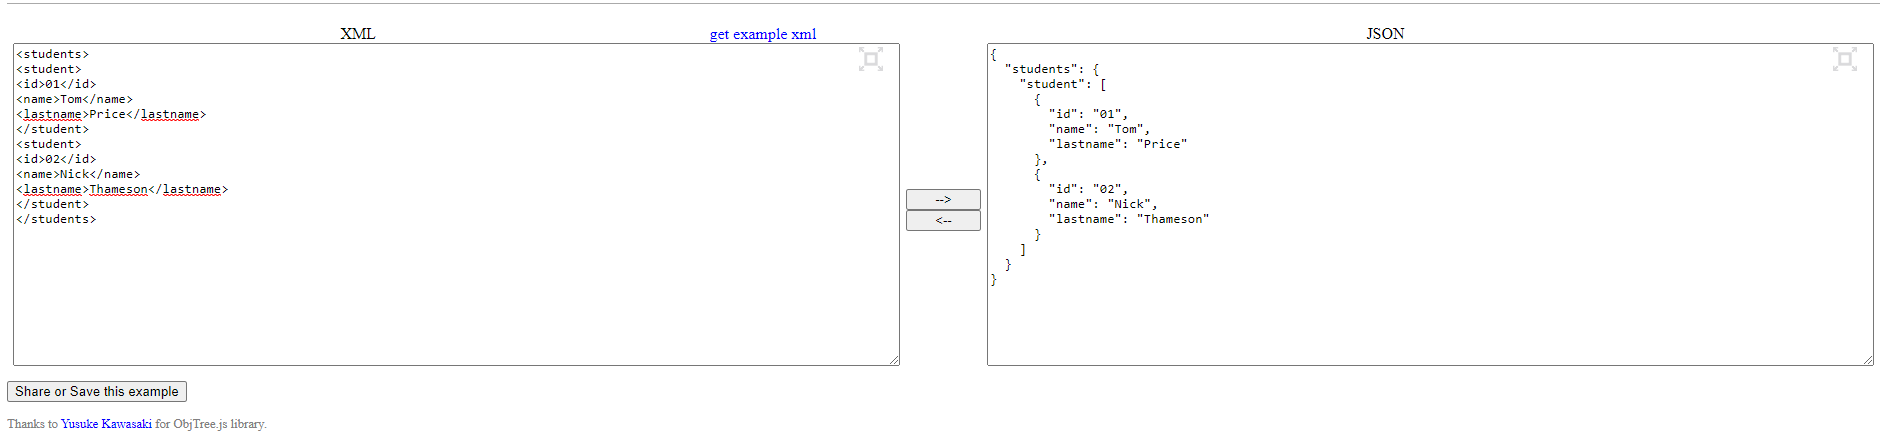 XML get example xml JSON
<students>
<student>
<id>01</id>
<name>Tom</name>
<lastname>Price</lastname>
</student>
<student>
<id>02</id>
<name>Nick</name>
<lastname>Thameson</lastname>
</student>
</students>
-->
<--
{
  "students": {
    "student": [
      {
        "id": "01",
        "name": "Tom",
        "lastname": "Price"
      },
      {
        "id": "02",
        "name": "Nick",
        "lastname": "Thameson"
      }
    ]
  }
}
Share or Save this example
Thanks to Yusuke Kawasaki for ObjTree.js library.